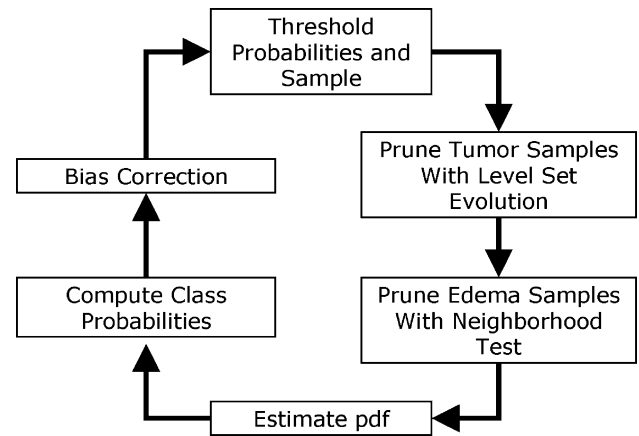 Threshold
Probabilities and
Sample
Prune Tumor Samples
With Level Set
Evolution
Bias Correction
Compute Class
Probabilities
Prune Edema Samples
With Neighborhood
Test
Estimate pdf